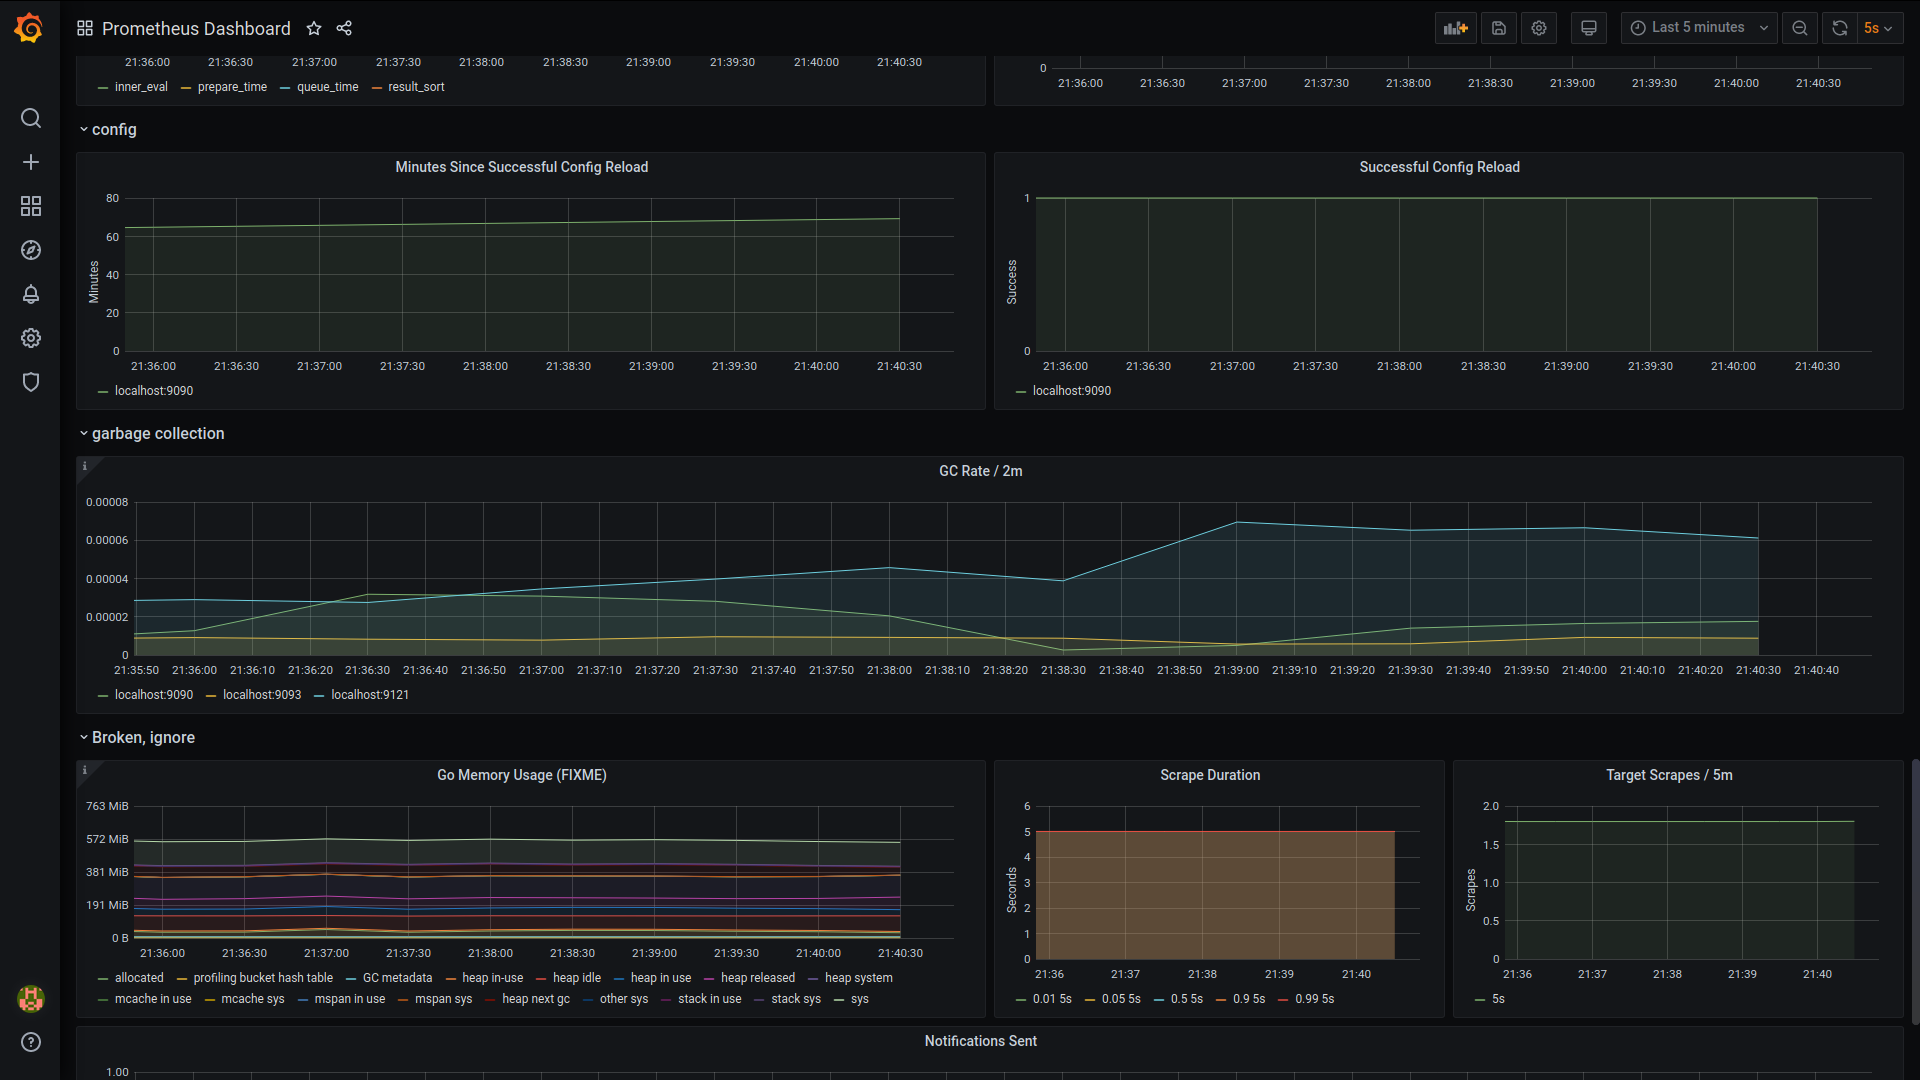 Prometheus Dashboard
Last 5 minutes
5s
21:36:00 21:36:30 21:37:00 21:37:30 21:38:00 21:38:30 21:39:00 21:39:30 21:40:00 21:40:30
inner_eval prepare_time queue_time result_sort
0
21:36:00 21:36:30 21:37:00 21:37:30 21:38:00 21:38:30 21:39:00 21:39:30 21:40:00 21:40:30
config
Minutes Since Successful Config Reload
Minutes
80
60
40
20
0
21:36:00 21:36:30 21:37:00 21:37:30 21:38:00 21:38:30 21:39:00 21:39:30 21:40:00 21:40:30
localhost:9090
Successful Config Reload
Success
1
0
21:36:00 21:36:30 21:37:00 21:37:30 21:38:00 21:38:30 21:39:00 21:39:30 21:40:00 21:40:30
localhost:9090
garbage collection
i
GC Rate / 2m
0.00008
0.00006
0.00004
0.00002
0
21:35:50 21:36:00 21:36:10 21:36:20 21:36:30 21:36:40 21:36:50 21:37:00 21:37:10 21:37:20 21:37:30 21:37:40 21:37:50 21:38:00 21:38:10 21:38:20 21:38:30 21:38:40 21:38:50 21:39:00 21:39:10 21:39:20 21:39:30 21:39:40 21:39:50 21:40:00 21:40:10 21:40:20 21:40:30 21:40:40
localhost:9090 localhost:9093 localhost:9121
Broken, ignore
i
Go Memory Usage (FIXME)
763 MiB
572 MiB
381 MiB
191 MiB
0 B
21:36:00 21:36:30 21:37:00 21:37:30 21:38:00 21:38:30 21:39:00 21:39:30 21:40:00 21:40:30
allocated profiling bucket hash table GC metadata heap in-use heap idle heap in use heap released heap system
mcache in use mcache sys mspan in use mspan sys heap next gc other sys stack in use stack sys sys
Scrape Duration
Seconds
6
5
4
3
2
1
0
21:36 21:37 21:38 21:39 21:40
0.01 5s 0.05 5s 0.5 5s 0.9 5s 0.99 5s
Target Scrapes / 5m
Scrapes
2.0
1.5
1.0
0.5
0
21:36 21:37 21:38 21:39 21:40
5s
Notifications Sent
1.00